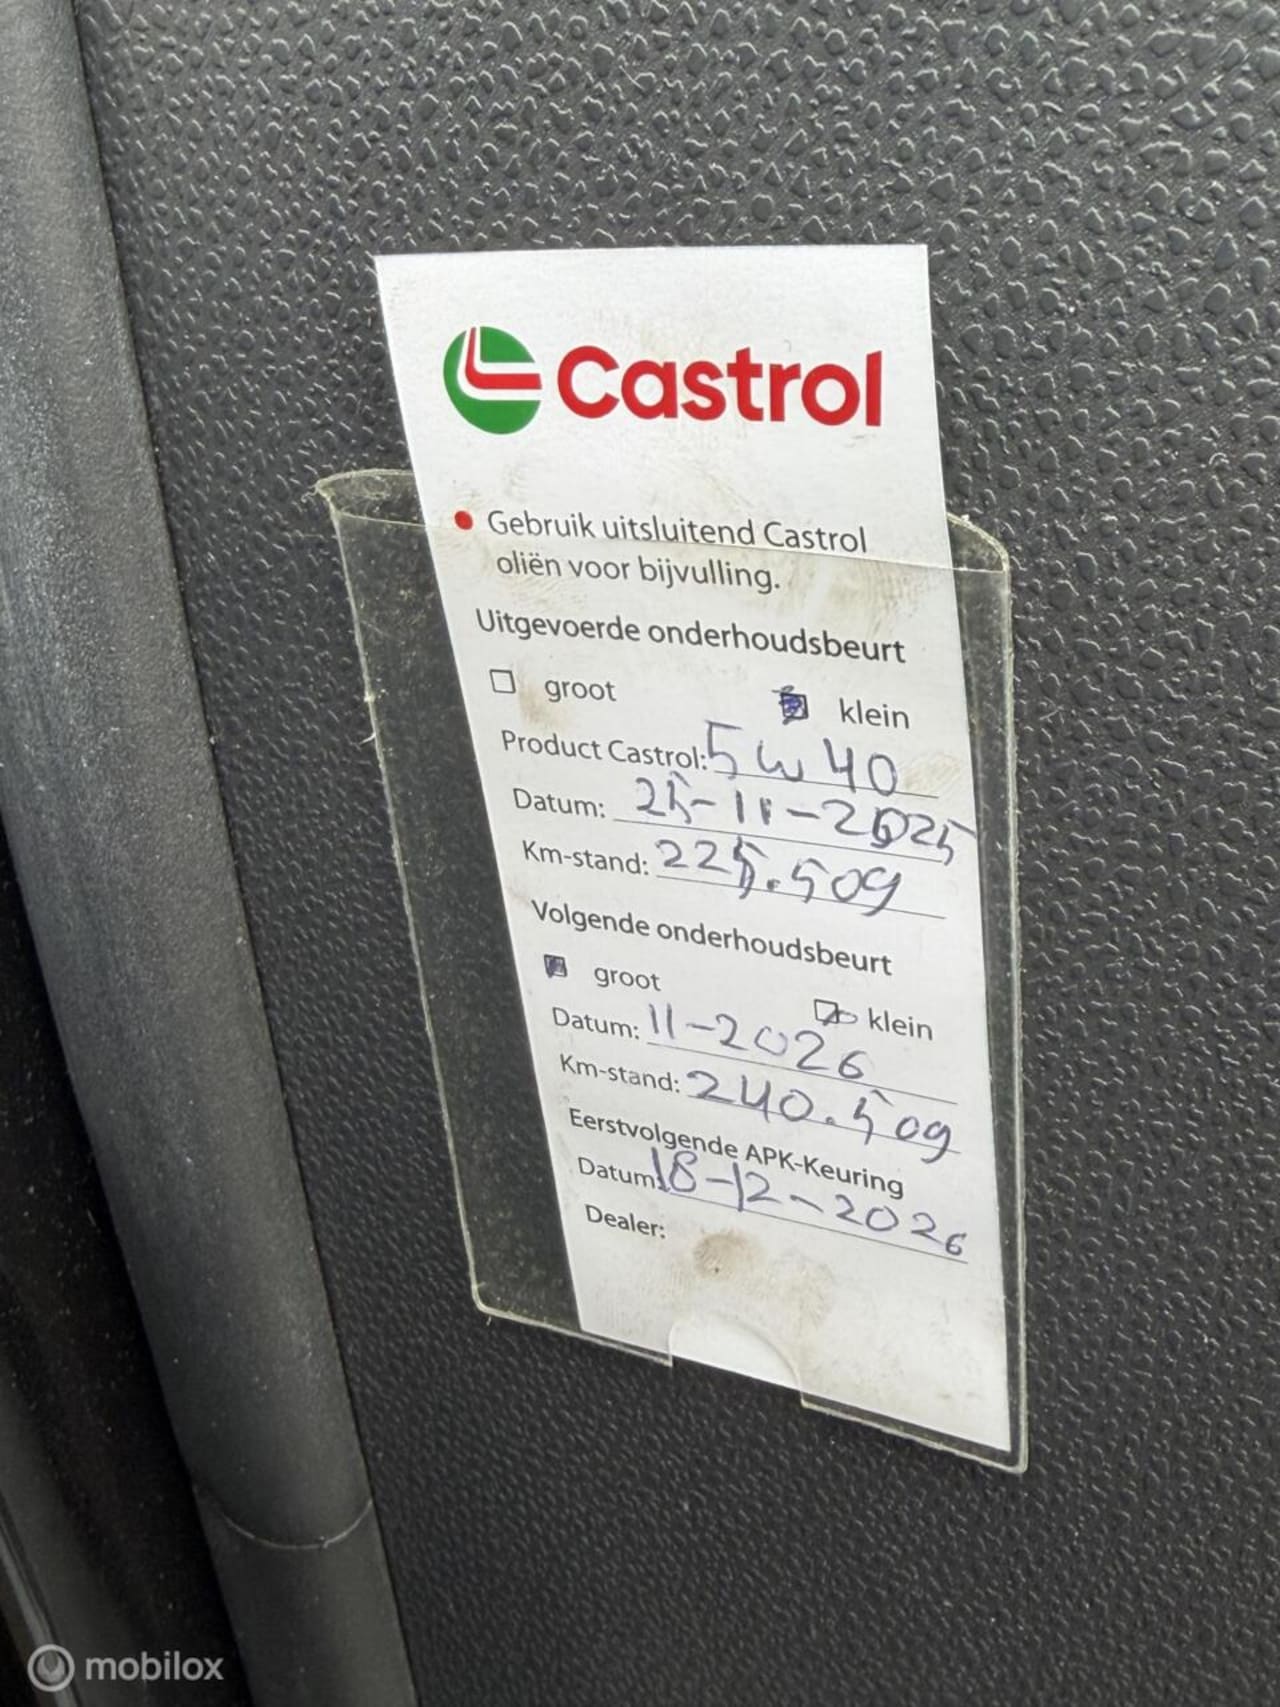 Castrol
Gebruik uitsluitend Castrol
oliën voor bijvulling.
Uitgevoerde onderhoudsbeurt
groot klein
Product Castrol: 5w40
Datum: 25-11-2025
Km-stand: 225.509
Volgende onderhoudsbeurt
groot klein
Datum: 11-2026
Km-stand: 240.509
Eerstvolgende APK-Keuring
Datum: 18-12-2026
Dealer:
mobilox